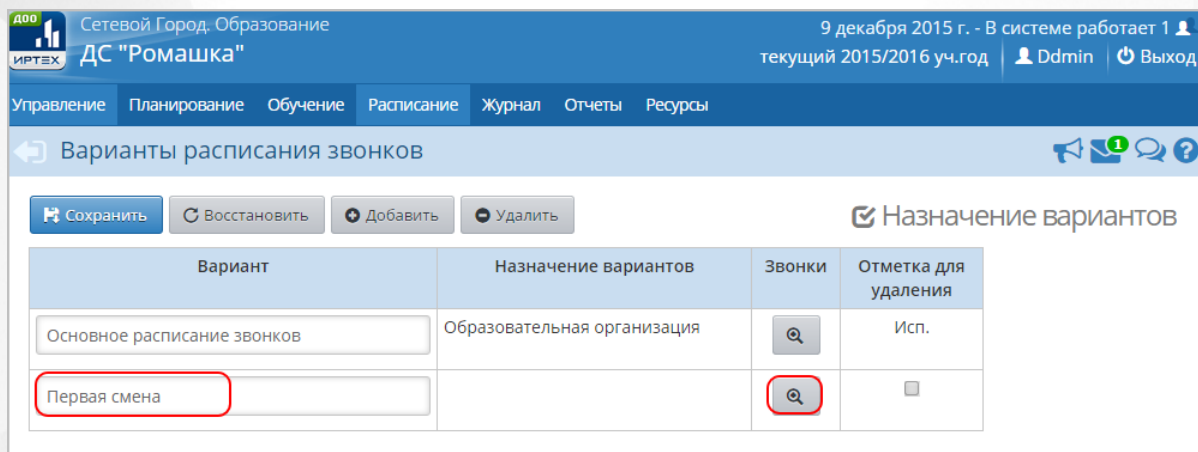 ДОО
ИРТЕХ
Сетевой Город. Образование
ДС "Ромашка"
9 декабря 2015 г. - В системе работает 1
текущий 2015/2016 уч.год Ddmin Выход
Управление Планирование Обучение Расписание Журнал Отчеты Ресурсы
Варианты расписания звонков 1 ?
Сохранить Восстановить Добавить Удалить Назначение вариантов
Вариант Назначение вариантов Звонки Отметка для
удаления
Основное расписание звонков Образовательная организация Исп.
Первая смена